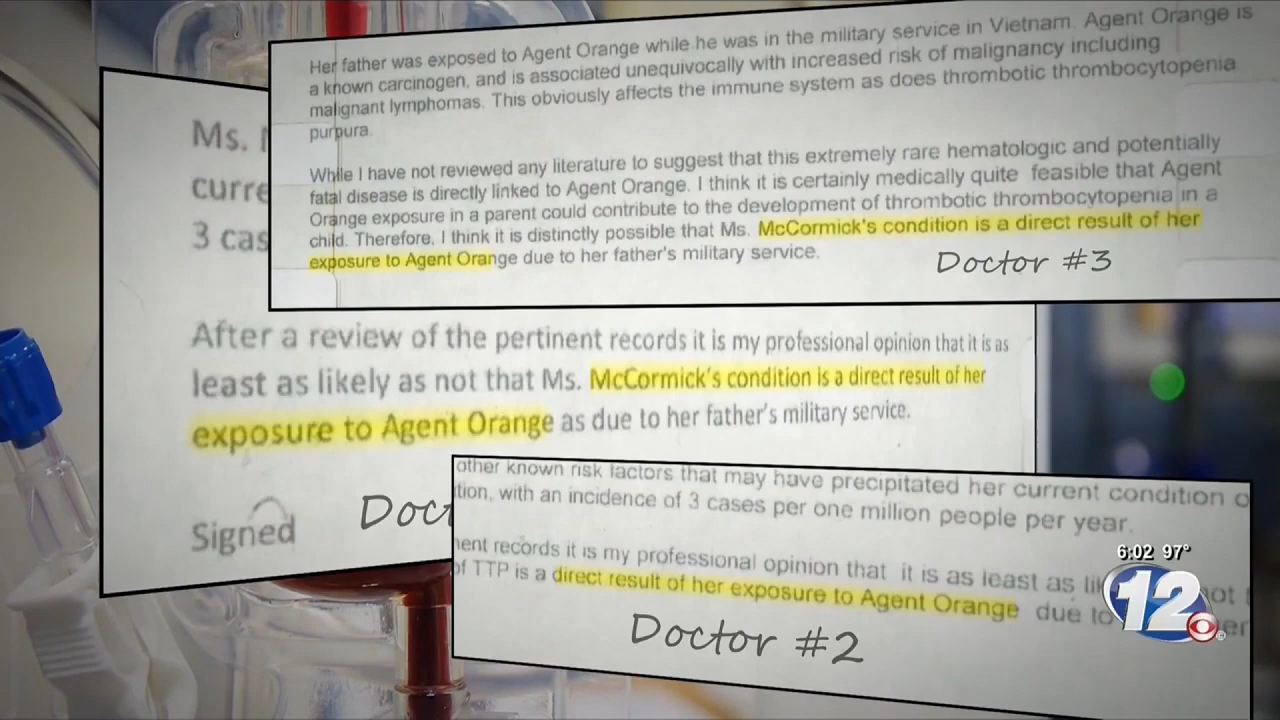 Her father was exposed to Agent Orange while he was in the military service in Vietnam. Agent Orange is
a known carcinogen, and is associated unequivocally with increased risk of malignancy including
malignant lymphomas. This obviously affects the immune system as does thrombotic thrombocytopenia
purpura.
While I have not reviewed any literature to suggest that this extremely rare hematologic and potentially
fatal disease is directly linked to Agent Orange. I think it is certainly medically quite feasible that Agent
Orange exposure in a parent could contribute to the development of thrombotic thrombocytopenia in a
child. Therefore, I think it is distinctly possible that Ms. McCormick's condition is a direct result of her
exposure to Agent Orange due to her father's military service.
Doctor #3
Ms.
curre
3 cas
After a review of the pertinent records it is my professional opinion that it is as
least as likely as not that Ms. McCormick's condition is a direct result of her
exposure to Agent Orange as due to her father's military service.
Signed
Doct
other known risk factors that may have precipitated her current condition o
tion, with an incidence of 3 cases per one million people per year.
nent records it is my professional opinion that it is as least as li not
of TTP is a direct result of her exposure to Agent Orange due to her
Doctor #2
6:02 97°
12